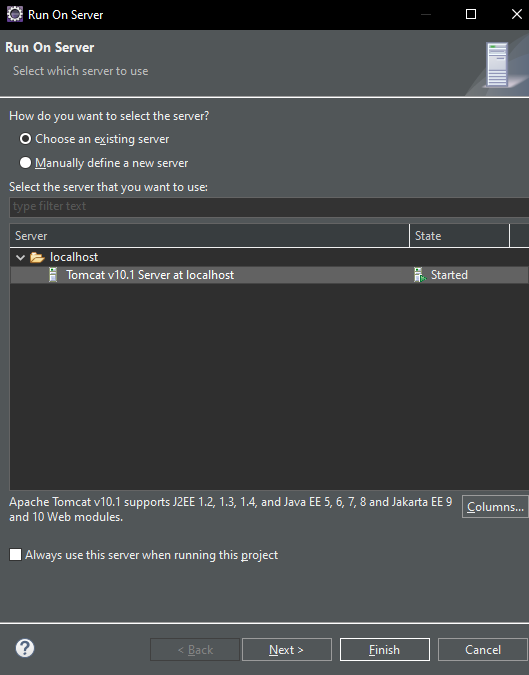 Run On Server
Run On Server
Select which server to use
How do you want to select the server?
Choose an existing server
Manually define a new server
Select the server that you want to use:
type filter text
Server State
localhost
Tomcat v10.1 Server at localhost Started
Apache Tomcat v10.1 supports J2EE 1.2, 1.3, 1.4, and Java EE 5, 6, 7, 8 and Jakarta EE 9
and 10 Web modules.
Columns...
Always use this server when running this project
? < Back Next > Finish Cancel